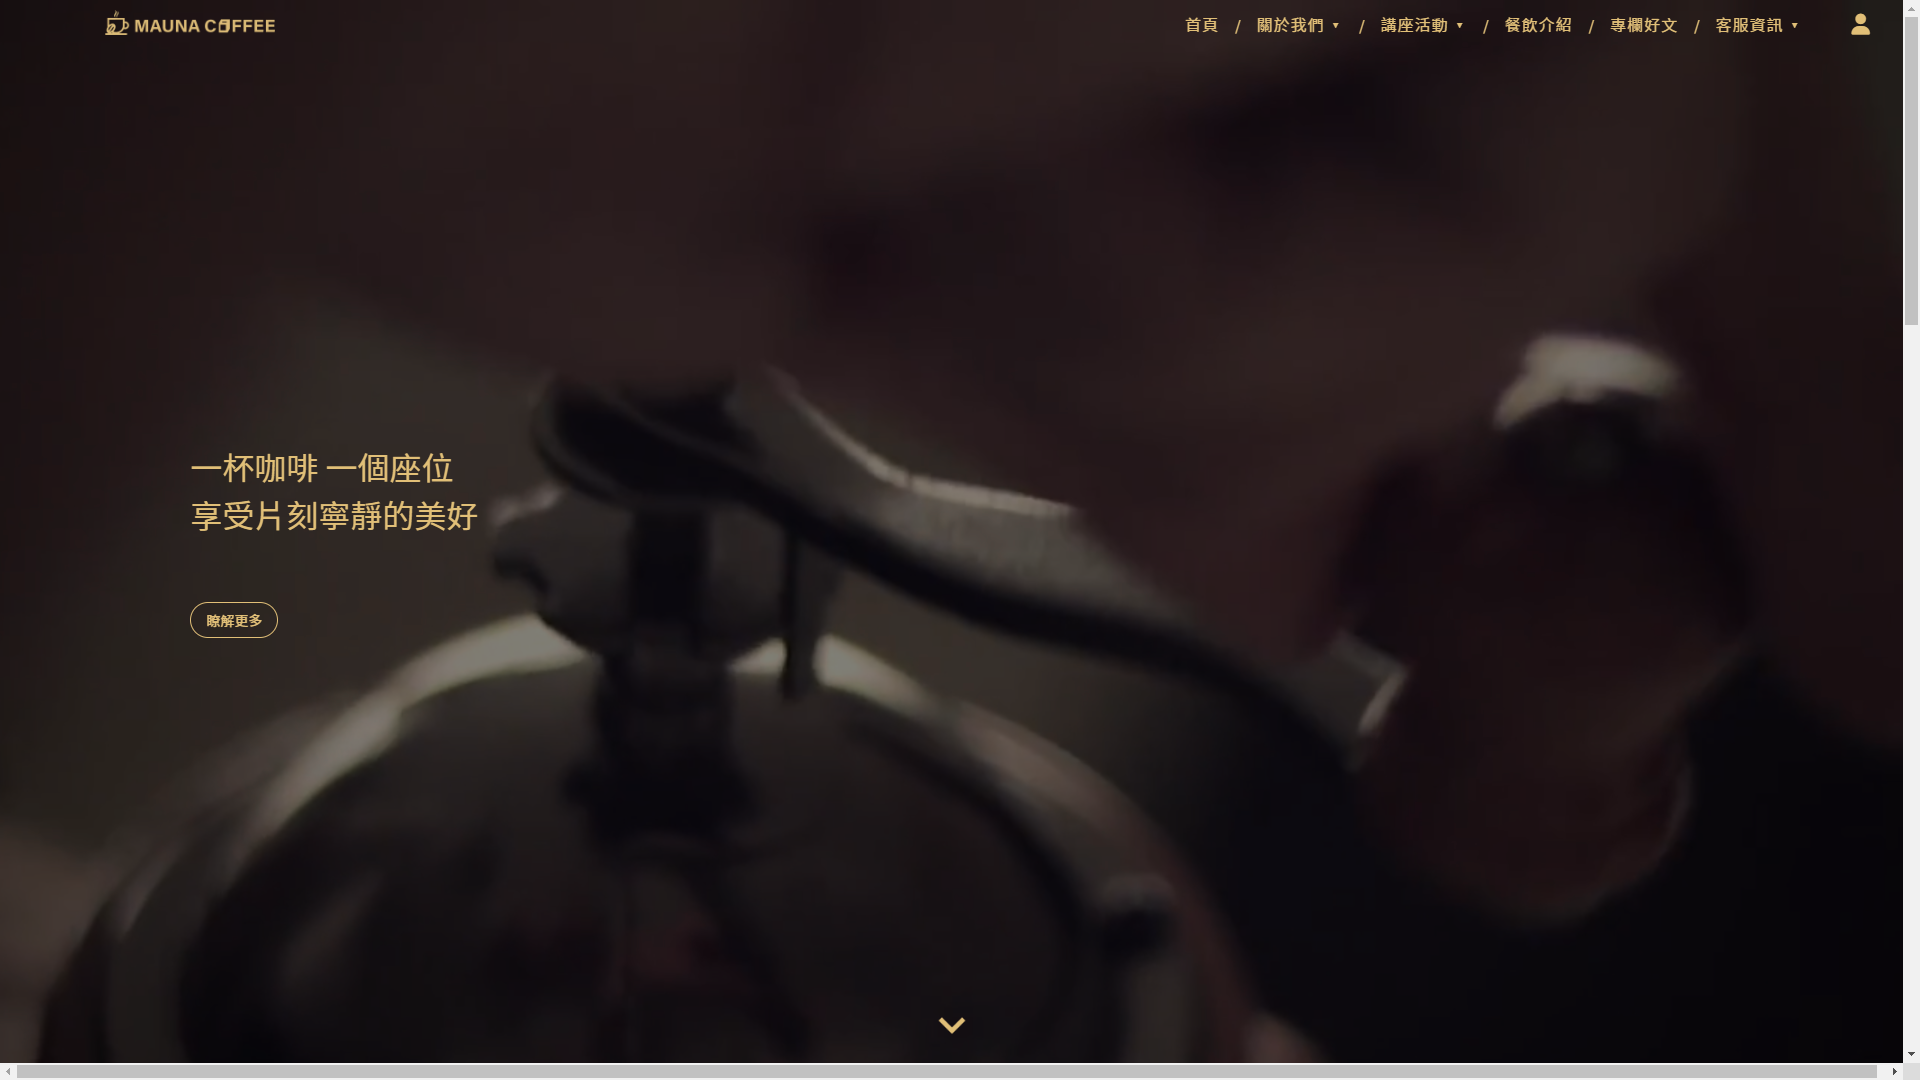 MAUNA COFFEE
首頁 / 關於我們 ▼ / 講座活動 ▼ / 餐飲介紹 / 專欄好文 / 客服資訊 ▼
一杯咖啡 一個座位
享受片刻寧靜的美好
瞭解更多